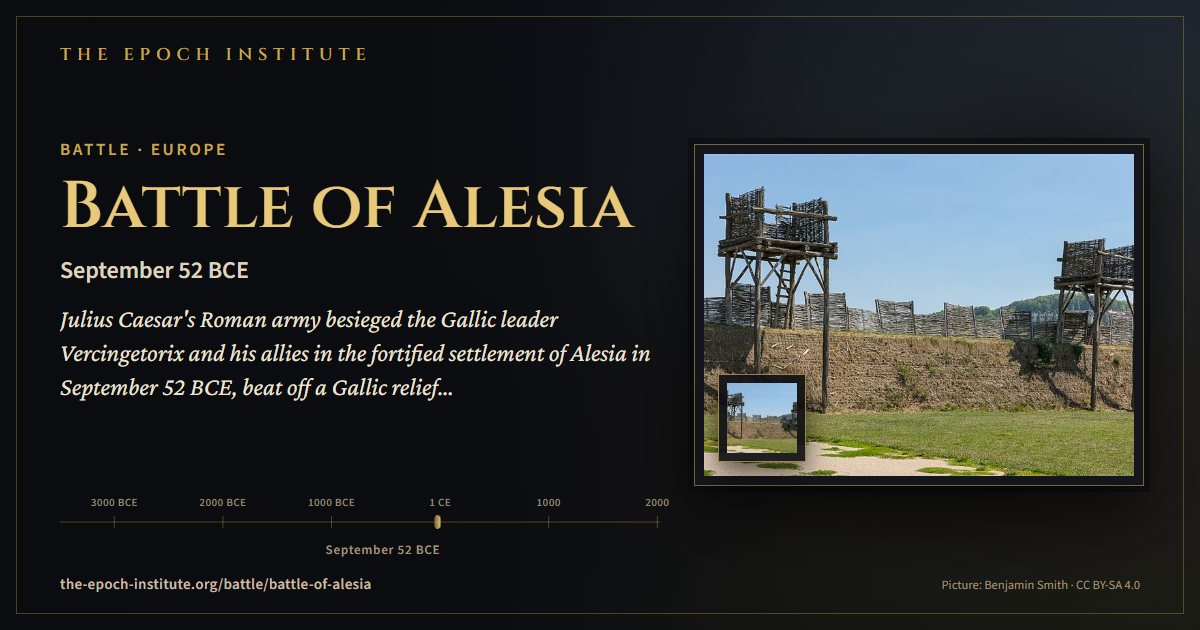 THE EPOCH INSTITUTE
BATTLE · EUROPE
BATTLE OF ALESIA
September 52 BCE
Julius Caesar's Roman army besieged the Gallic leader
Vercingetorix and his allies in the fortified settlement of Alesia in
September 52 BCE, beat off a Gallic relief...
3000 BCE 2000 BCE 1000 BCE 1 CE 1000 2000
September 52 BCE
the-epoch-institute.org/battle/battle-of-alesia
Picture: Benjamin Smith · CC BY-SA 4.0